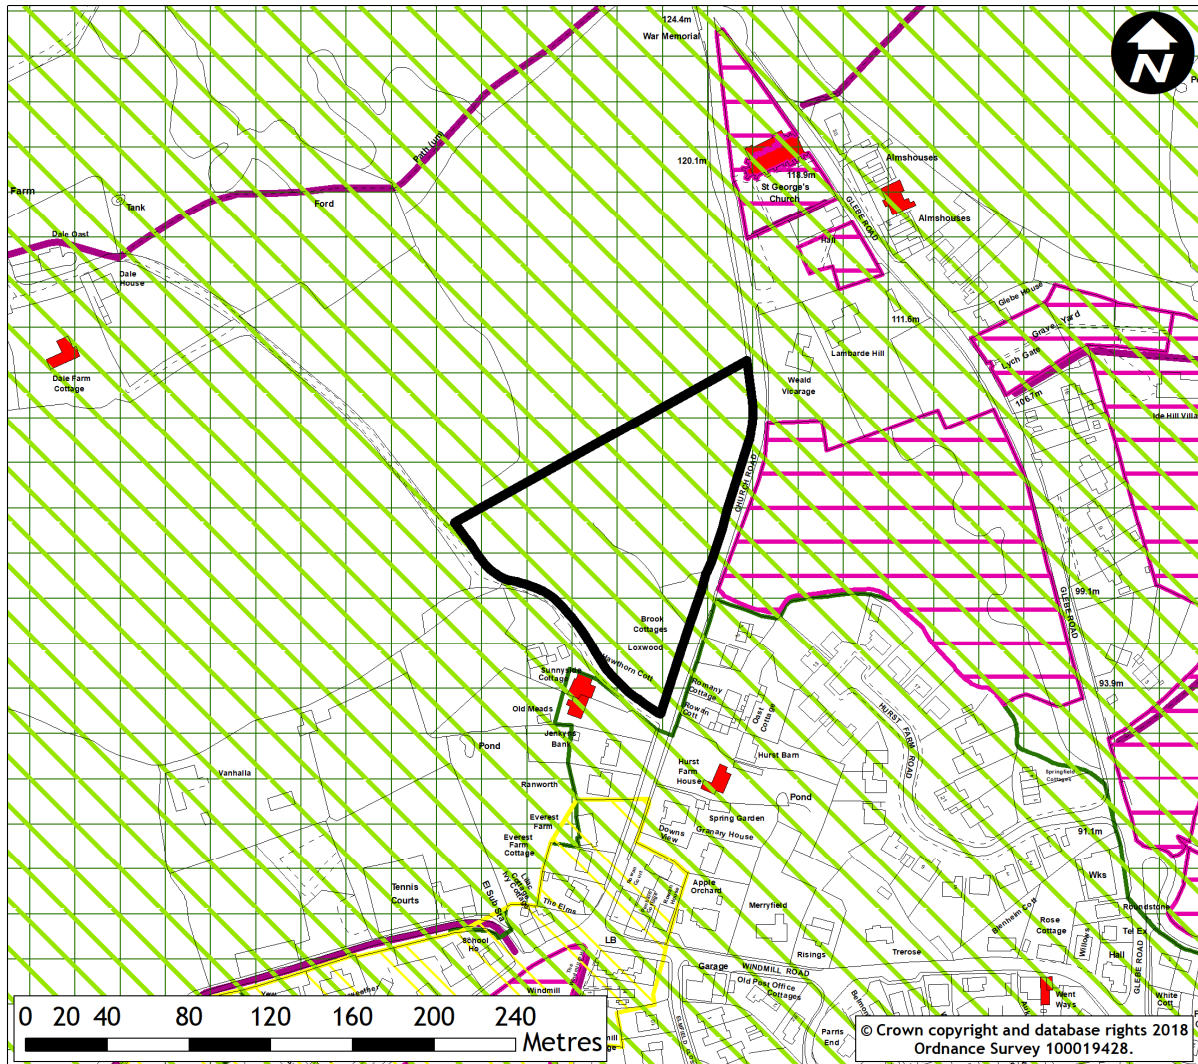 124.4m
War Memorial
N
Path (um)
120.1m
118.9m
St George's
Church
Almshouses
Almshouses
GLEBE ROAD
Hall
Farm
Tank
Ford
Dale Oast
Dale
House
Dale Farm
Cottage
Glebe House
Grave Yard
Lych Gate
111.6m
106.7m
Lambarde Hill
Weald
Vicarage
Ide Hill Villa
CHURCH ROAD
GLEBE ROAD
99.1m
93.9m
Brook
Cottages
Loxwood
Hawthorn Cott
Sunnyside
Cottage
Romany
Cottage
Rowan
Cott
Oast
Cottage
Old Meads
Jenkyns
Bank
Pond
Vanhalla
Ranworth
Hurst
Farm
House
Hurst Barn
HURST FARM ROAD
Springfield
Cottages
Pond
Spring Garden
Granary House
Downs
View
91.1m
Everest
Farm
Everest
Farm
Cottage
Lilac
Cottage
Ivy Cottage
Tennis
Courts
El Sub Sta
The Elms
School
Ho
Apple
Orchard
Merryfield
Blenheim Cott
Rose
Cottage
Willows
Wks
Roundstone
Tel Ex
Hall
GLEBE ROAD
LB
Risings
Trerose
Garage
WINDMILL ROAD
Old Post Office
Cottages
Windmill
Parris
End
Went
Ways
White
Cott
0 20 40 80 120 160 200 240
Metres
© Crown copyright and database rights 2018
Ordnance Survey 100019428.